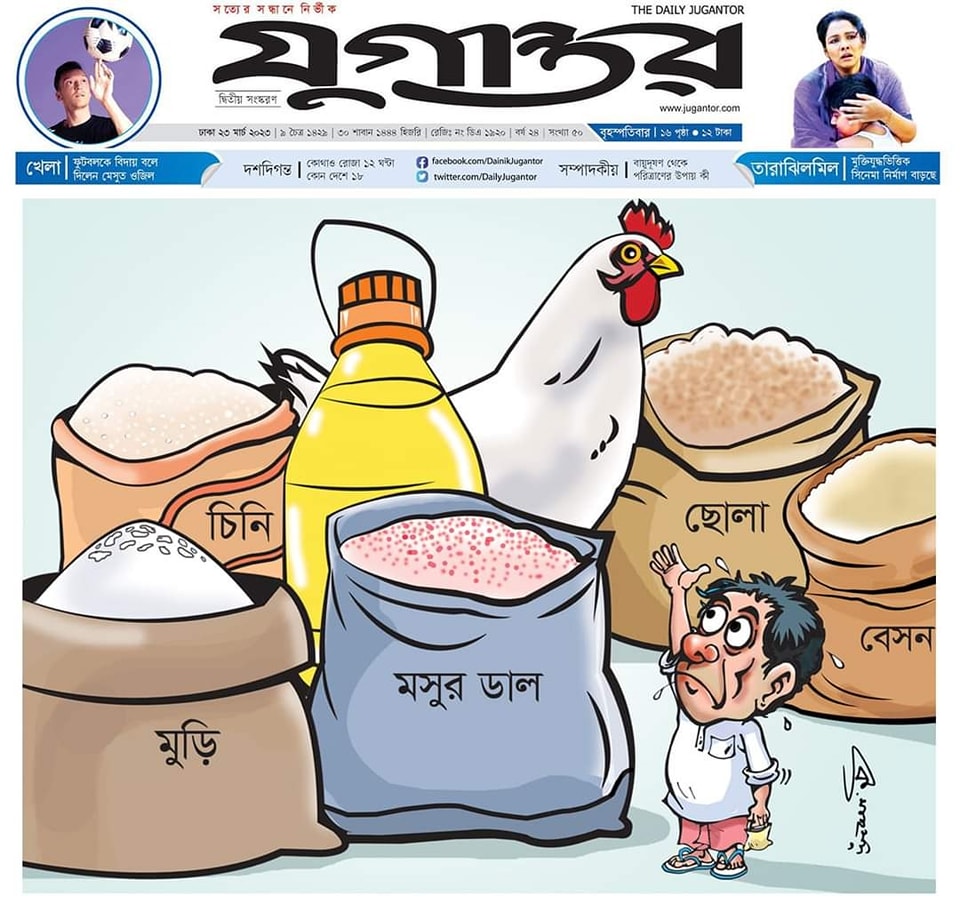 সত্যের সন্ধানে নির্ভীক
THE DAILY JUGANTOR
যুগান্তর
দ্বিতীয় সংস্করণ
www.jugantor.com
ঢাকা ২৩ মার্চ ২০২৩ | ৯ চৈত্র ১৪২৯ | ৩০ শাবান ১৪৪৪ হিজরি | রেজিঃ নং ডিএ ১৯২০ | বর্ষ ২৪ | সংখ্যা ৫০
বৃহস্পতিবার | ১৬ পৃষ্ঠা ● ১২ টাকা
খেলা | ফুটবলকে বিদায় বলে
দিলেন মেসুত ওজিল
দশদিগন্ত | কোথাও রোজা ১২ ঘণ্টা
কোন দেশে ১৮
facebook.com/DainikJugantor
twitter.com/DailyJugantor
সম্পাদকীয় | বায়ুদূষণ থেকে
পরিত্রাণের উপায় কী
তারাঝিলমিল | মুক্তিযুদ্ধভিত্তিক
সিনেমা নির্মাণ বাড়ছে
চিনি
ছোলা
বেসন
মসুর ডাল
মুড়ি